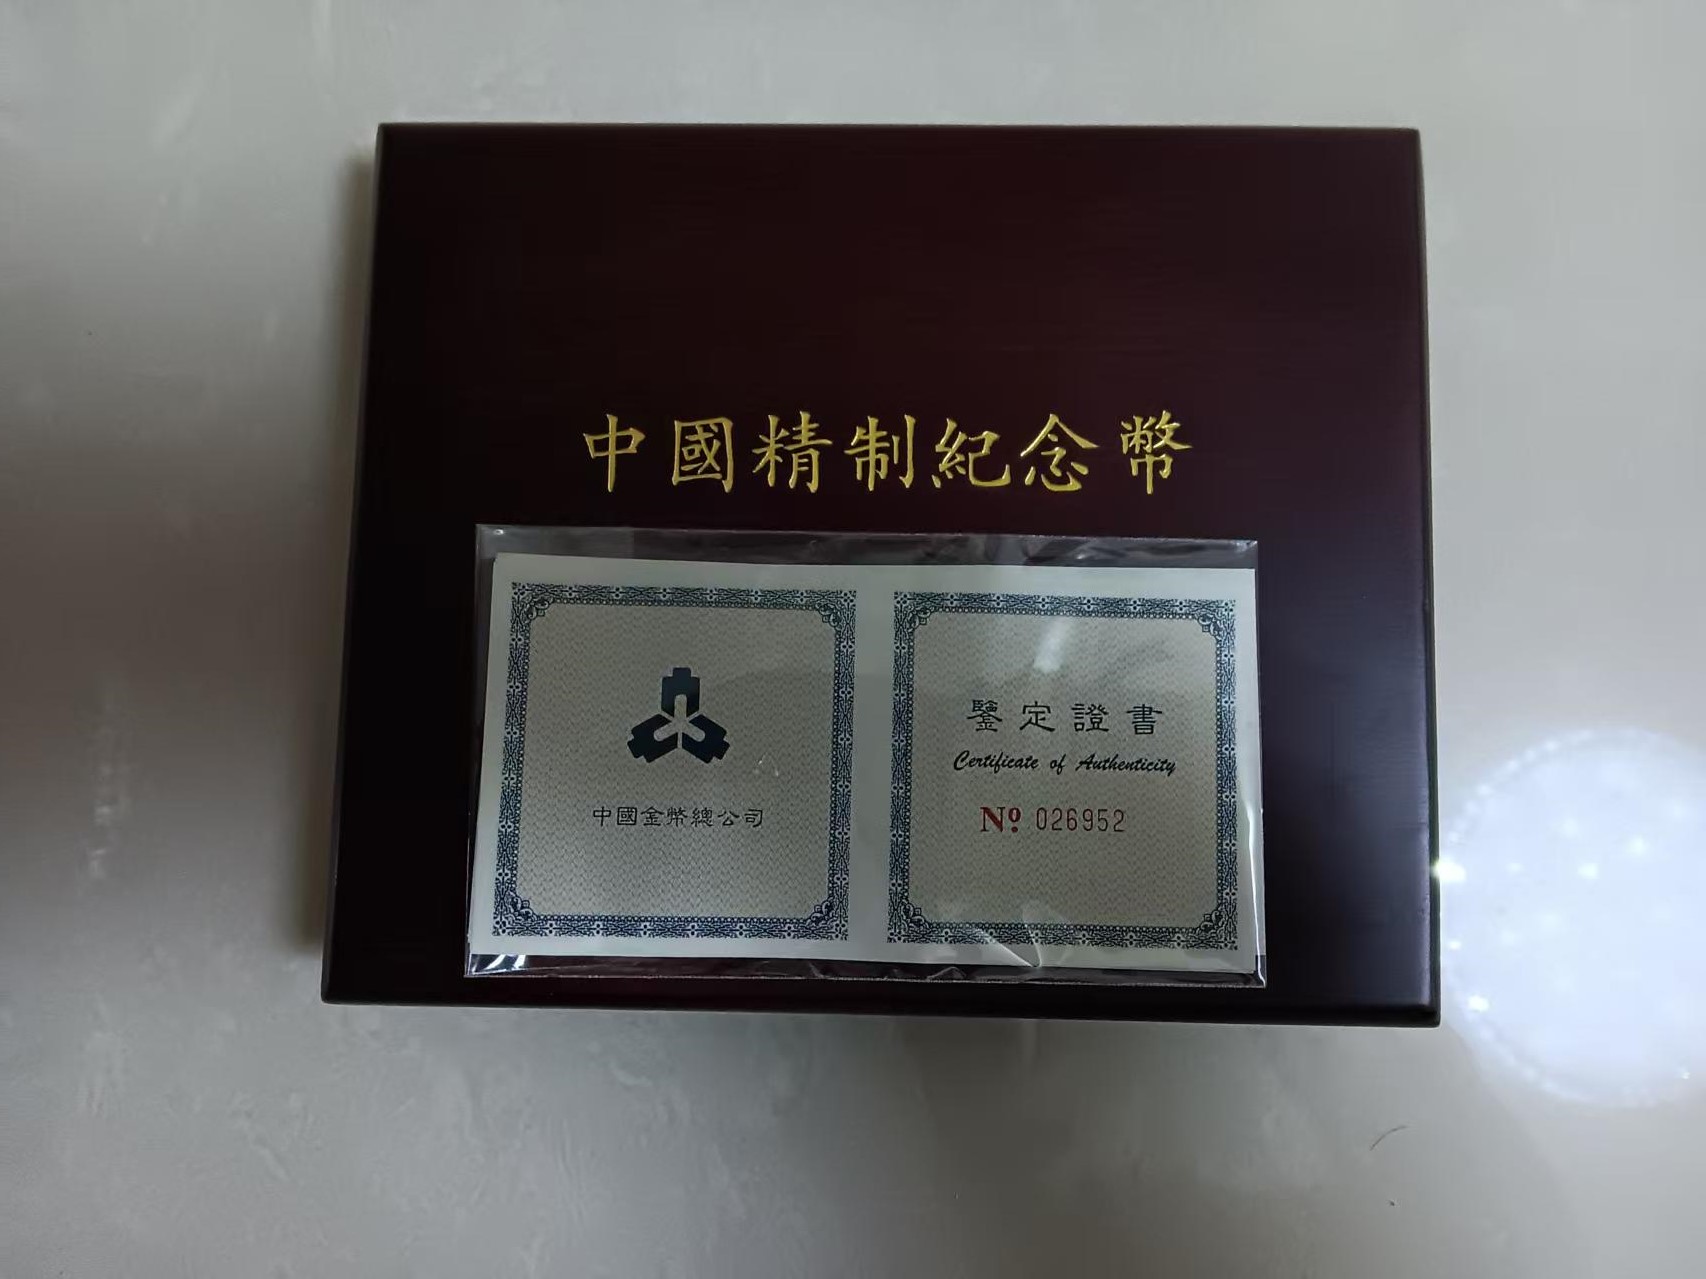 中國精制紀念幣
中國金幣總公司
鑒定證書
Certificate of Authenticity
Nº 026952